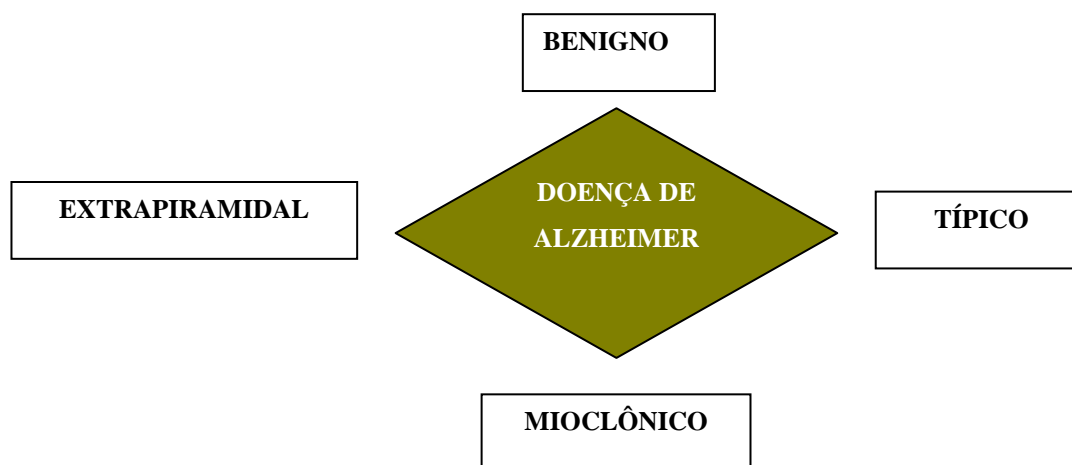 BENIGNO
EXTRAPIRAMIDAL
DOENÇA DE
ALZHEIMER
TÍPICO
MIOCLÔNICO